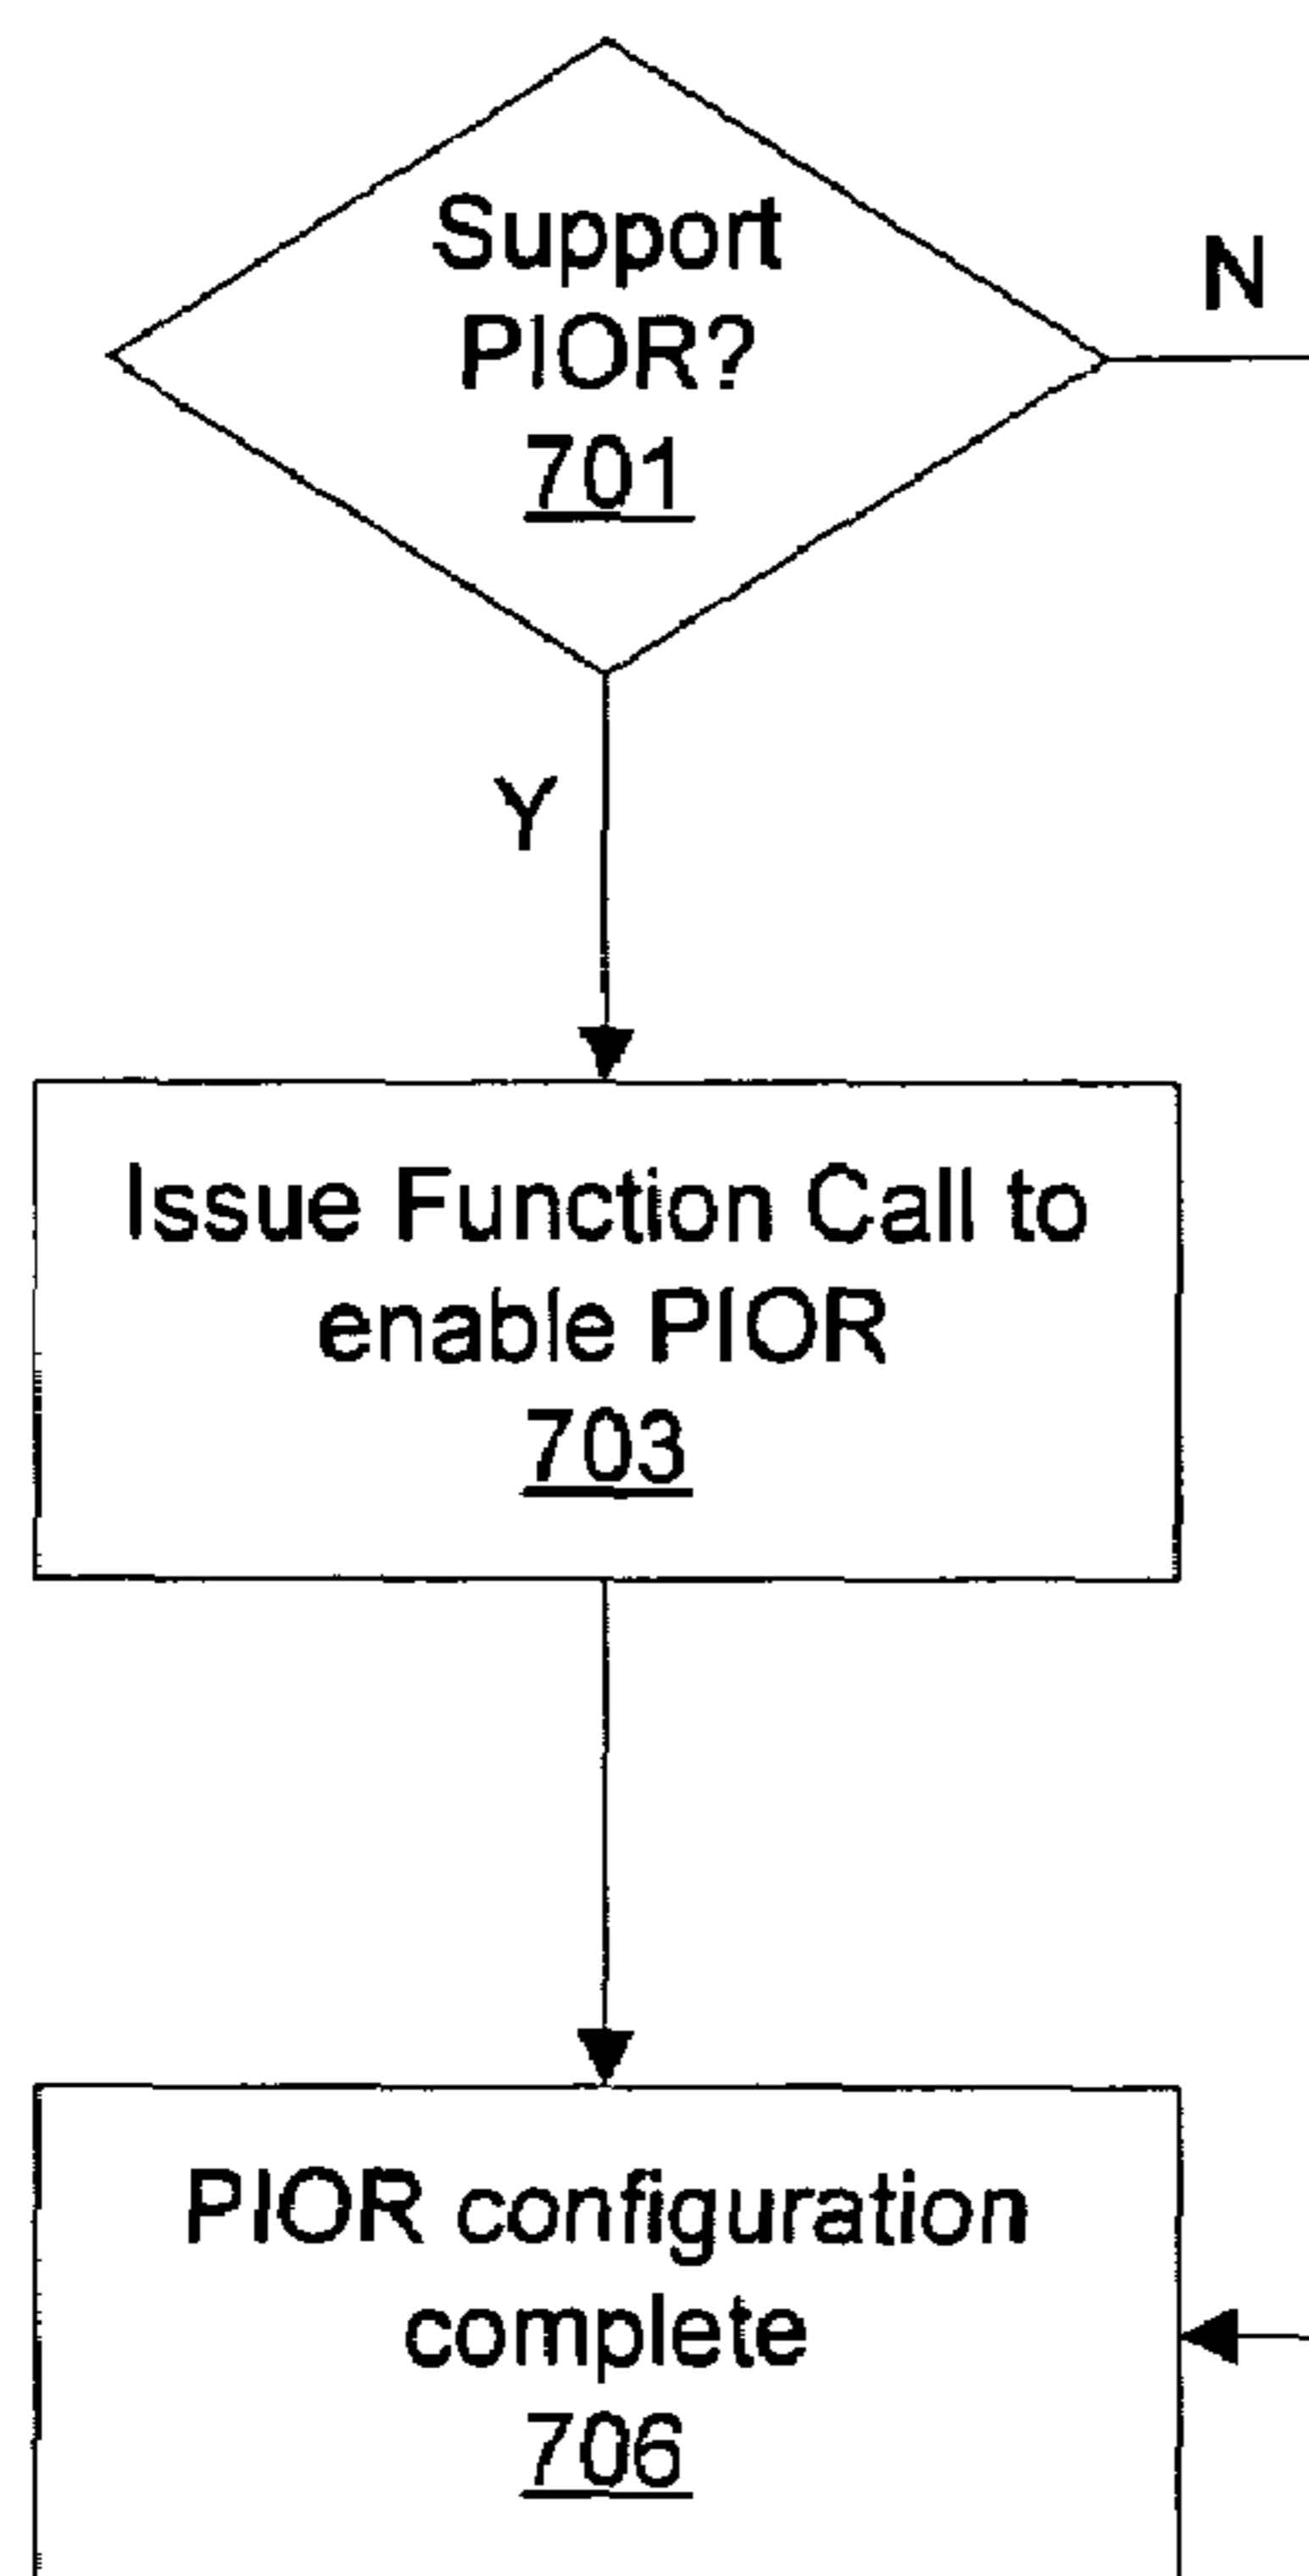 Support
PIOR?
701
N
Y
Issue Function Call to
enable PIOR
703
PIOR configuration
complete
706